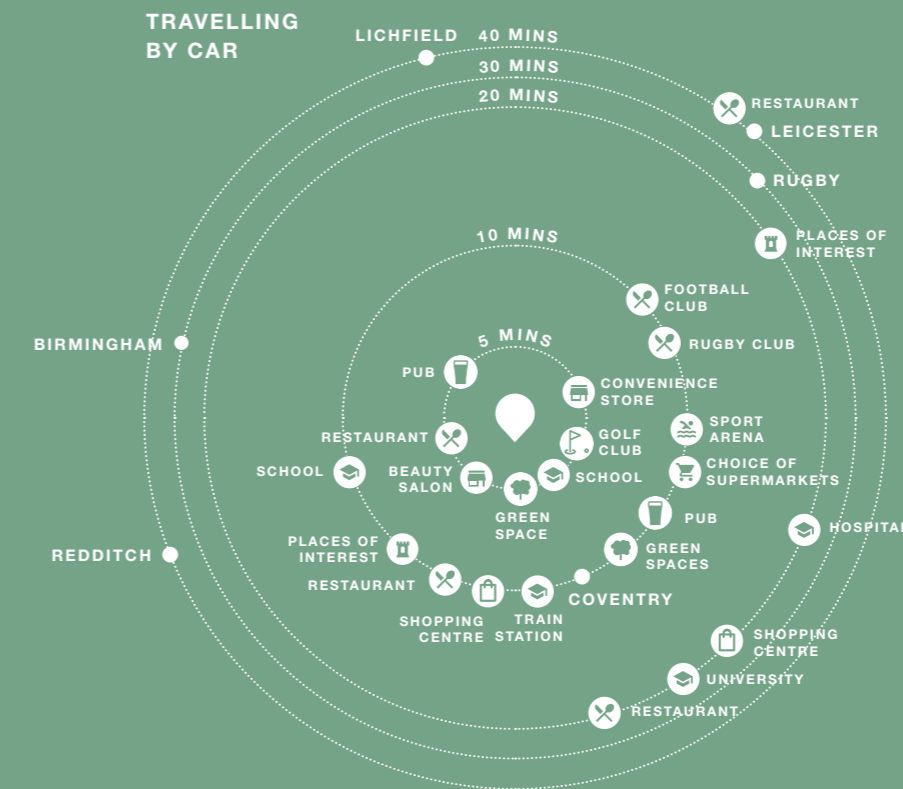 TRAVELLING
BY CAR
LICHFIELD
40 MINS
30 MINS
20 MINS
RESTAURANT
LEICESTER
RUGBY
PLACES OF
INTEREST
10 MINS
FOOTBALL
CLUB
RUGBY CLUB
5 MINS
BIRMINGHAM
PUB
CONVENIENCE
STORE
RESTAURANT
GOLF
CLUB
SPORT
ARENA
SCHOOL
BEAUTY
SALON
SCHOOL
CHOICE OF
SUPERMARKETS
GREEN
SPACE
PUB
HOSPITAL
REDDITCH
PLACES OF
INTEREST
GREEN
SPACES
RESTAURANT
COVENTRY
SHOPPING
CENTRE
TRAIN
STATION
SHOPPING
CENTRE
UNIVERSITY
RESTAURANT